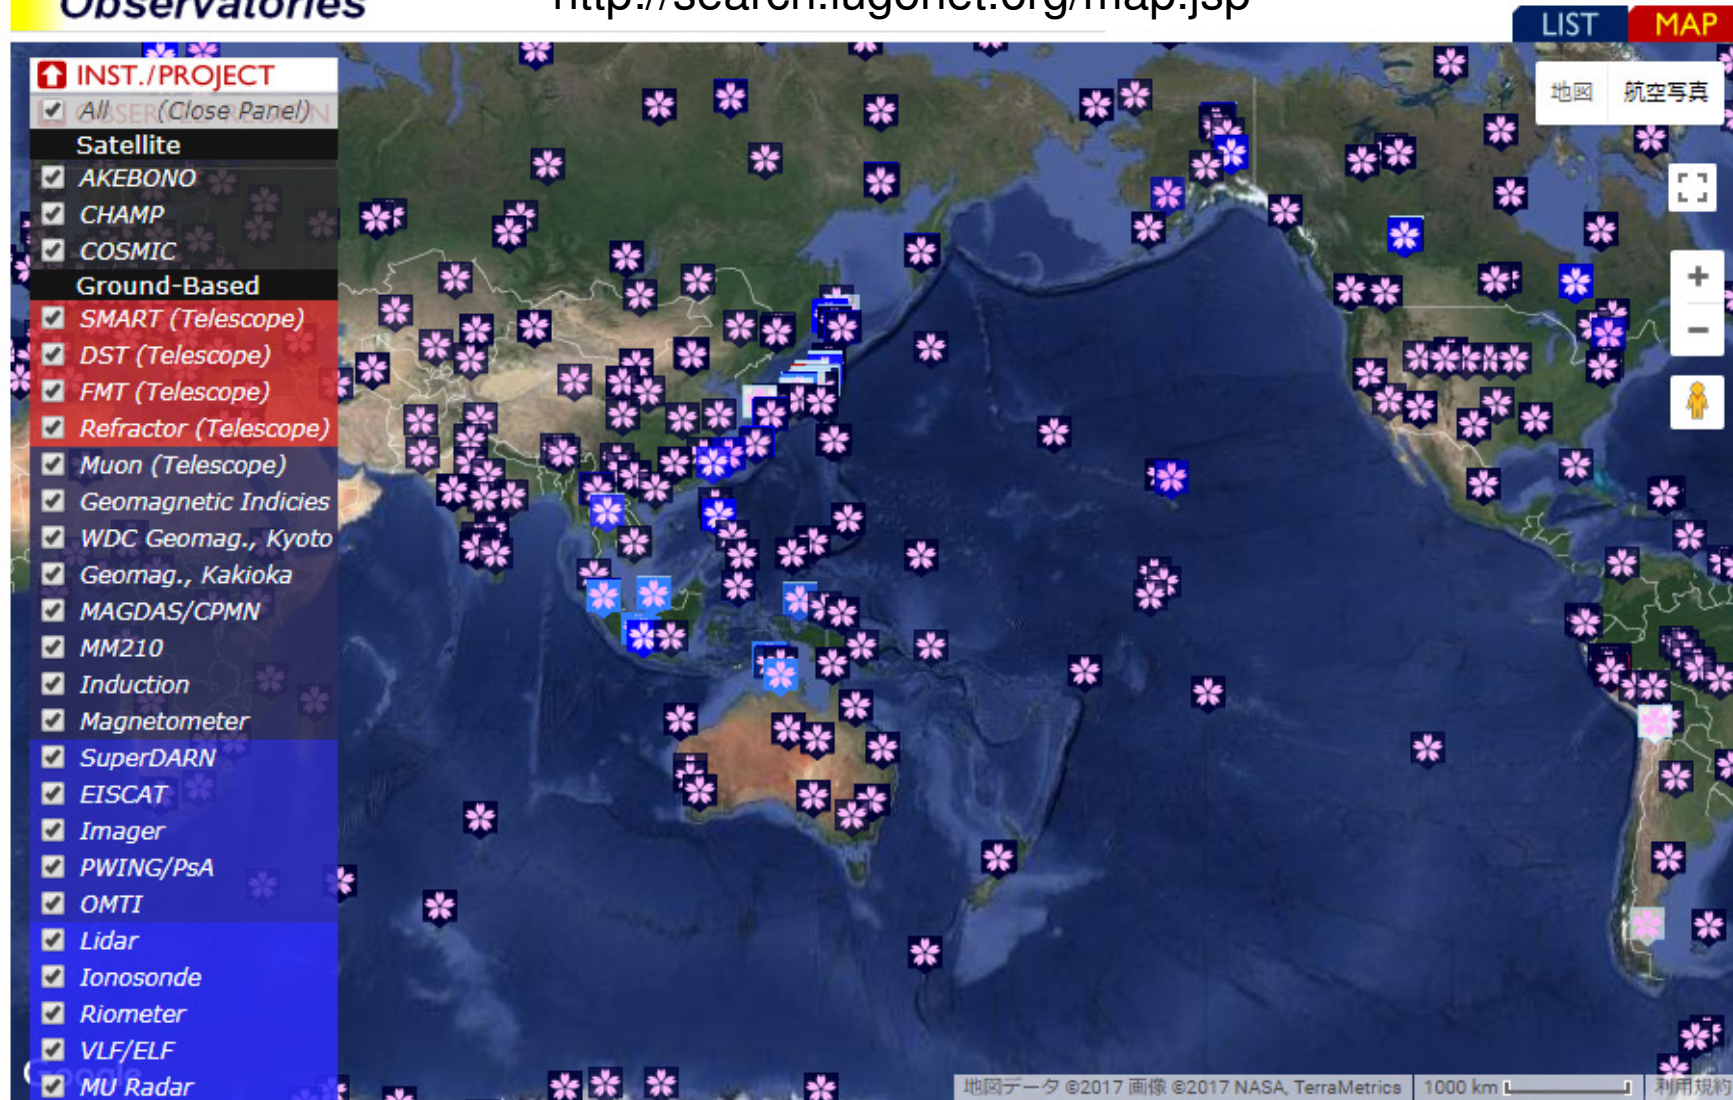 Observatories
http://search.iugonet.org/map.jsp
LIST
MAP
INST./PROJECT
All (Close Panel)
Satellite
AKEBONO
CHAMP
COSMIC
Ground-Based
SMART (Telescope)
DST (Telescope)
FMT (Telescope)
Refractor (Telescope)
Muon (Telescope)
Geomagnetic Indicies
WDC Geomag., Kyoto
Geomag., Kakioka
MAGDAS/CPMN
MM210
Induction
Magnetometer
SuperDARN
EISCAT
Imager
PWING/PsA
OMTI
Lidar
Ionosonde
Riometer
VLF/ELF
MU Radar
地図 航空写真
Google
地図データ ©2017 画像 ©2017 NASA, TerraMetrics
1000 km
利用規約